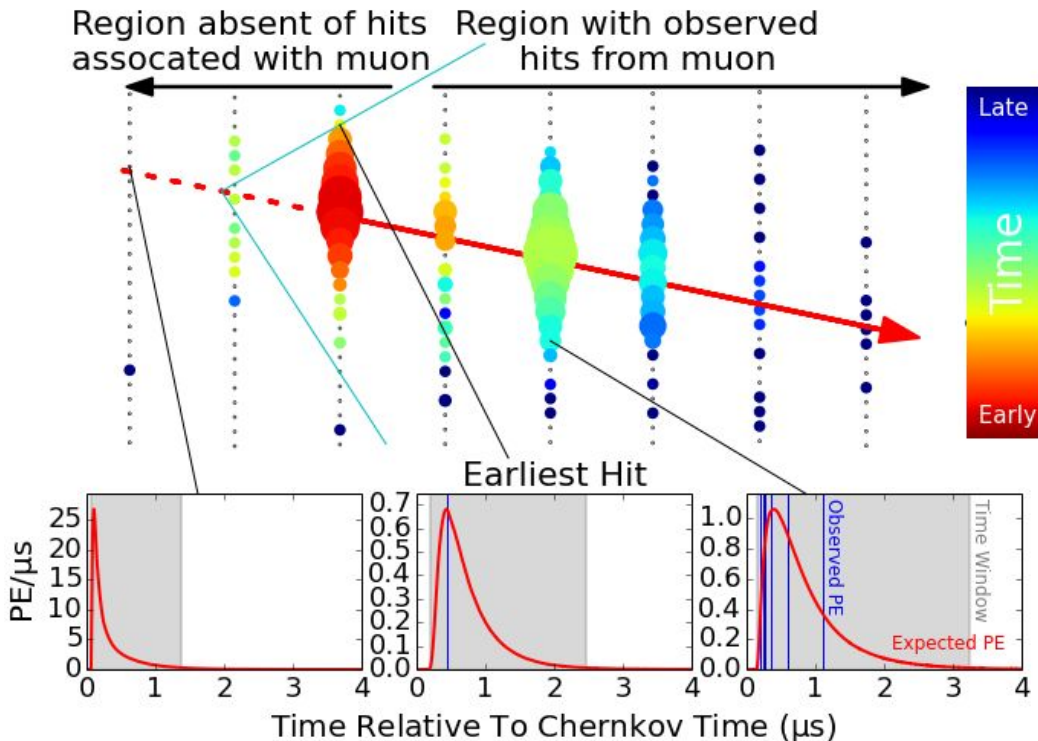 Region absent of hits
assocated with muon
Region with observed
hits from muon
Late
Time
Early
Earliest Hit
PE/µs
25
20
15
10
5
0
0 1 2 3 4
0.7
0.6
0.5
0.4
0.3
0.2
0.1
0.0
0 1 2 3 4
1.0
0.8
0.6
0.4
0.2
0.0
0 1 2 3 4
Observed PE
Time Window
Expected PE
Time Relative To Chernkov Time (µs)